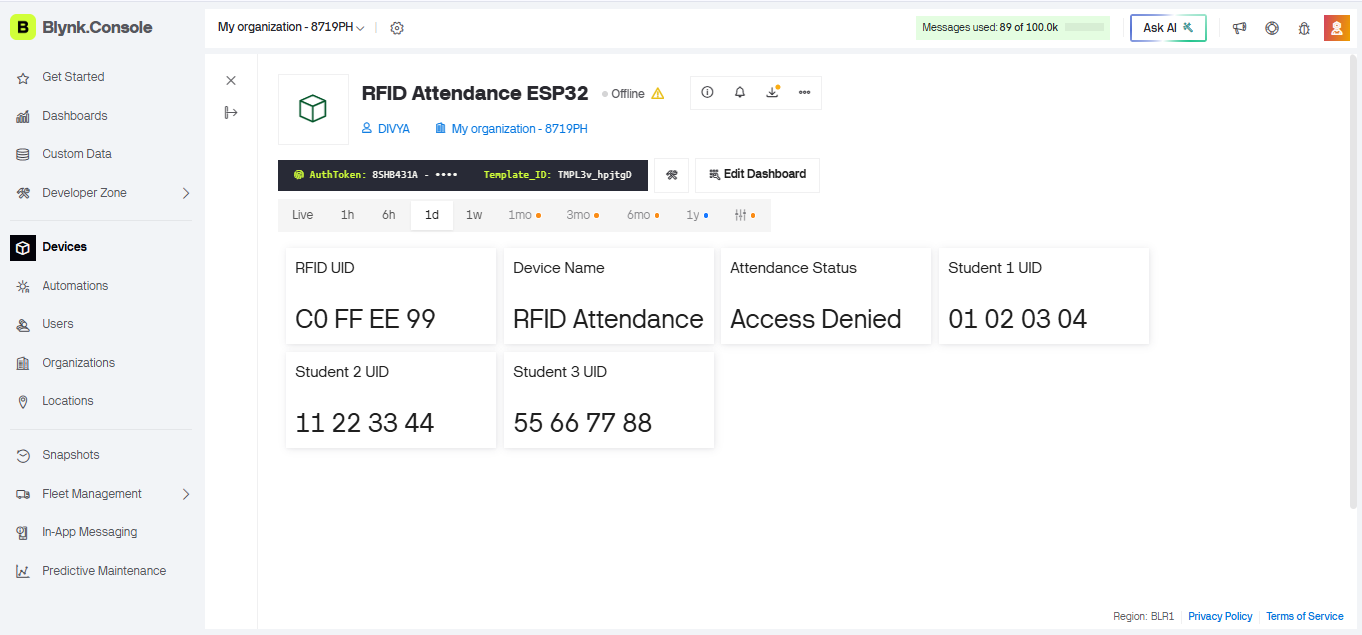 B Blynk.Console
My organization - 8719PH
Messages used: 89 of 100.0k
Ask AI
Get Started
Dashboards
Custom Data
Developer Zone
Devices
Automations
Users
Organizations
Locations
Snapshots
Fleet Management
In-App Messaging
Predictive Maintenance
RFID Attendance ESP32
Offline
DIVYA
My organization - 8719PH
AuthToken: 8SHB431A - •••• Template_ID: TMPL3v_hpjtgD
Edit Dashboard
Live 1h 6h 1d 1w 1mo 3mo 6mo 1y
RFID UID
C0 FF EE 99
Device Name
RFID Attendance
Attendance Status
Access Denied
Student 1 UID
01 02 03 04
Student 2 UID
11 22 33 44
Student 3 UID
55 66 77 88
Region: BLR1 Privacy Policy Terms of Service